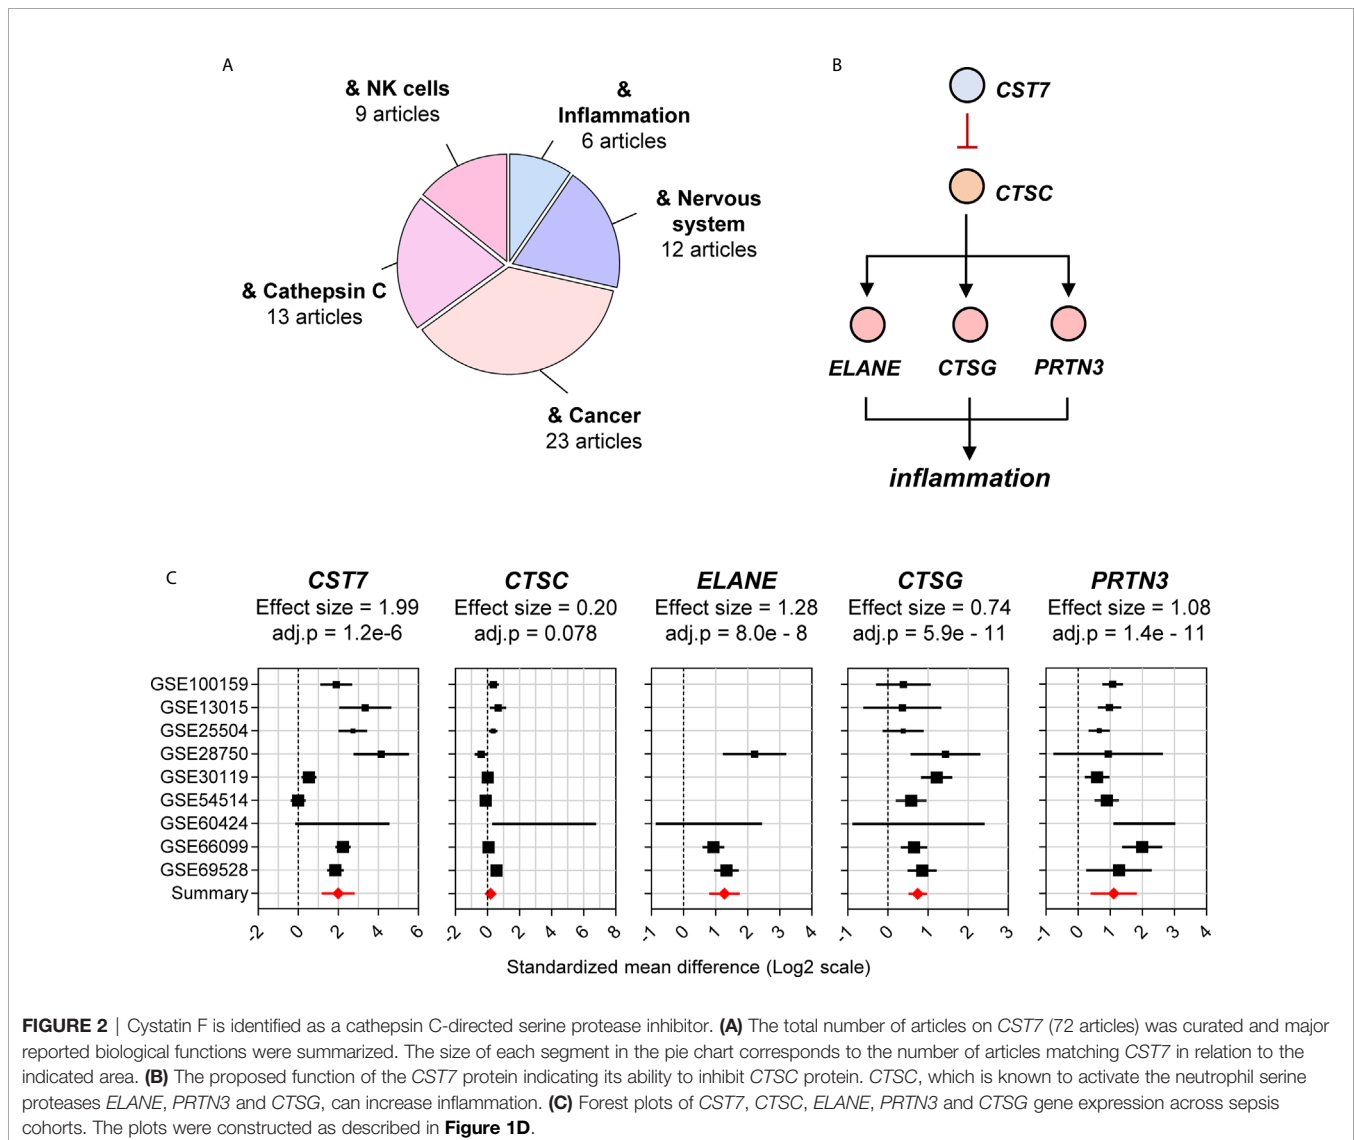 A
& NK cells
9 articles
&
Inflammation
6 articles
& Nervous
system
12 articles
& Cathepsin C
13 articles
& Cancer
23 articles
B
CST7
CTSC
ELANE CTSG PRTN3
inflammation
C
CST7
Effect size = 1.99
adj.p = 1.2e-6
CTSC
Effect size = 0.20
adj.p = 0.078
ELANE
Effect size = 1.28
adj.p = 8.0e - 8
CTSG
Effect size = 0.74
adj.p = 5.9e - 11
PRTN3
Effect size = 1.08
adj.p = 1.4e - 11
GSE100159
GSE13015
GSE25504
GSE28750
GSE30119
GSE54514
GSE60424
GSE66099
GSE69528
Summary
-2 0 2 4 6
-2 0 2 4 6 8
-1 0 1 2 3 4
-1 0 1 2 3
-1 0 1 2 3 4
Standardized mean difference (Log2 scale)
FIGURE 2 | Cystatin F is identified as a cathepsin C-directed serine protease inhibitor. (A) The total number of articles on CST7 (72 articles) was curated and major
reported biological functions were summarized. The size of each segment in the pie chart corresponds to the number of articles matching CST7 in relation to the
indicated area. (B) The proposed function of the CST7 protein indicating its ability to inhibit CTSC protein. CTSC, which is known to activate the neutrophil serine
proteases ELANE, PRTN3 and CTSG, can increase inflammation. (C) Forest plots of CST7, CTSC, ELANE, PRTN3 and CTSG gene expression across sepsis
cohorts. The plots were constructed as described in Figure 1D.